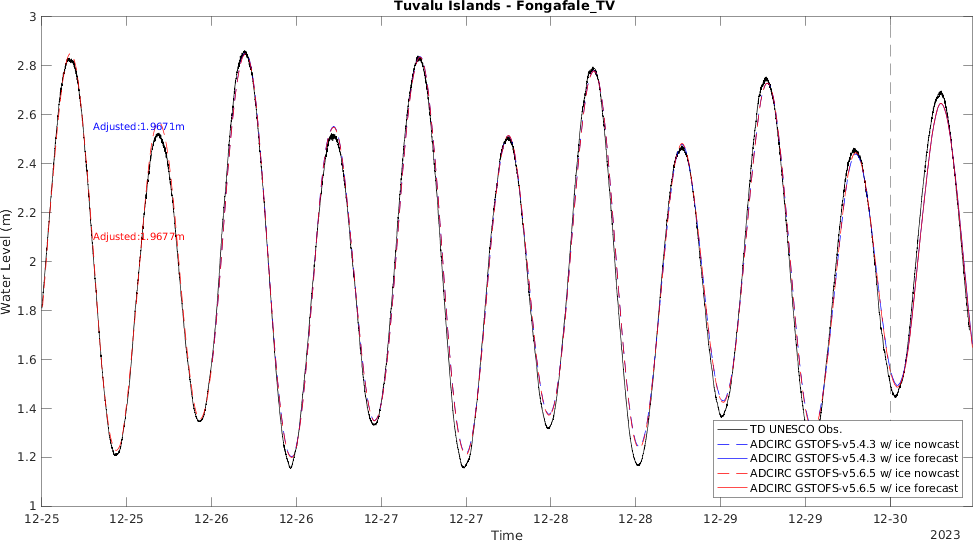 Tuvalu Islands - Fongafale_TV
Water Level (m)
3
2.8
2.6
2.4
2.2
2
1.8
1.6
1.4
1.2
1
Adjusted:1.9671m
Adjusted:1.9677m
TD UNESCO Obs.
ADCIRC GSTOFS-v5.4.3 w/ ice nowcast
ADCIRC GSTOFS-v5.4.3 w/ ice forecast
ADCIRC GSTOFS-v5.6.5 w/ ice nowcast
ADCIRC GSTOFS-v5.6.5 w/ ice forecast
12-25 12-25 12-26 12-26 12-27 12-27 12-28 12-28 12-29 12-29 12-30
Time
2023